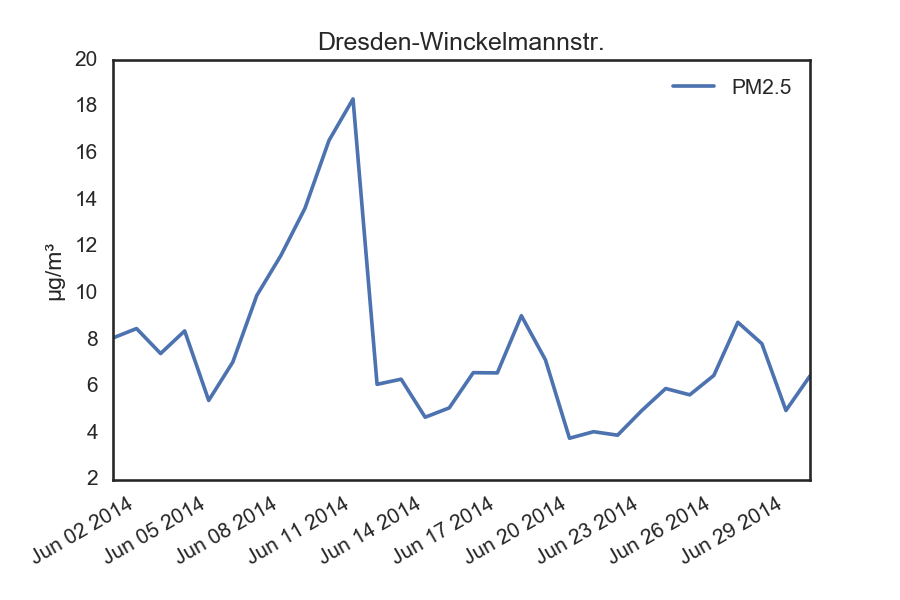 Dresden-Winckelmannstr.
PM2.5
µg/m³
20
18
16
14
12
10
8
6
4
2
Jun 02 2014
Jun 05 2014
Jun 08 2014
Jun 11 2014
Jun 14 2014
Jun 17 2014
Jun 20 2014
Jun 23 2014
Jun 26 2014
Jun 29 2014